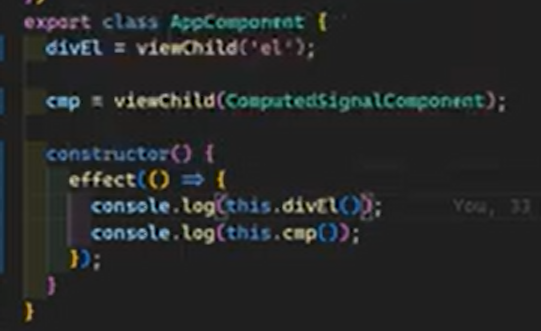 export class AppComponent {
divEl = viewChild('el');
cmp = viewChild(ComputedSignalComponent);
constructor() {
effect(() => {
console.log(this.divEl()); You, 33
console.log(this.cmp());
});
}
}